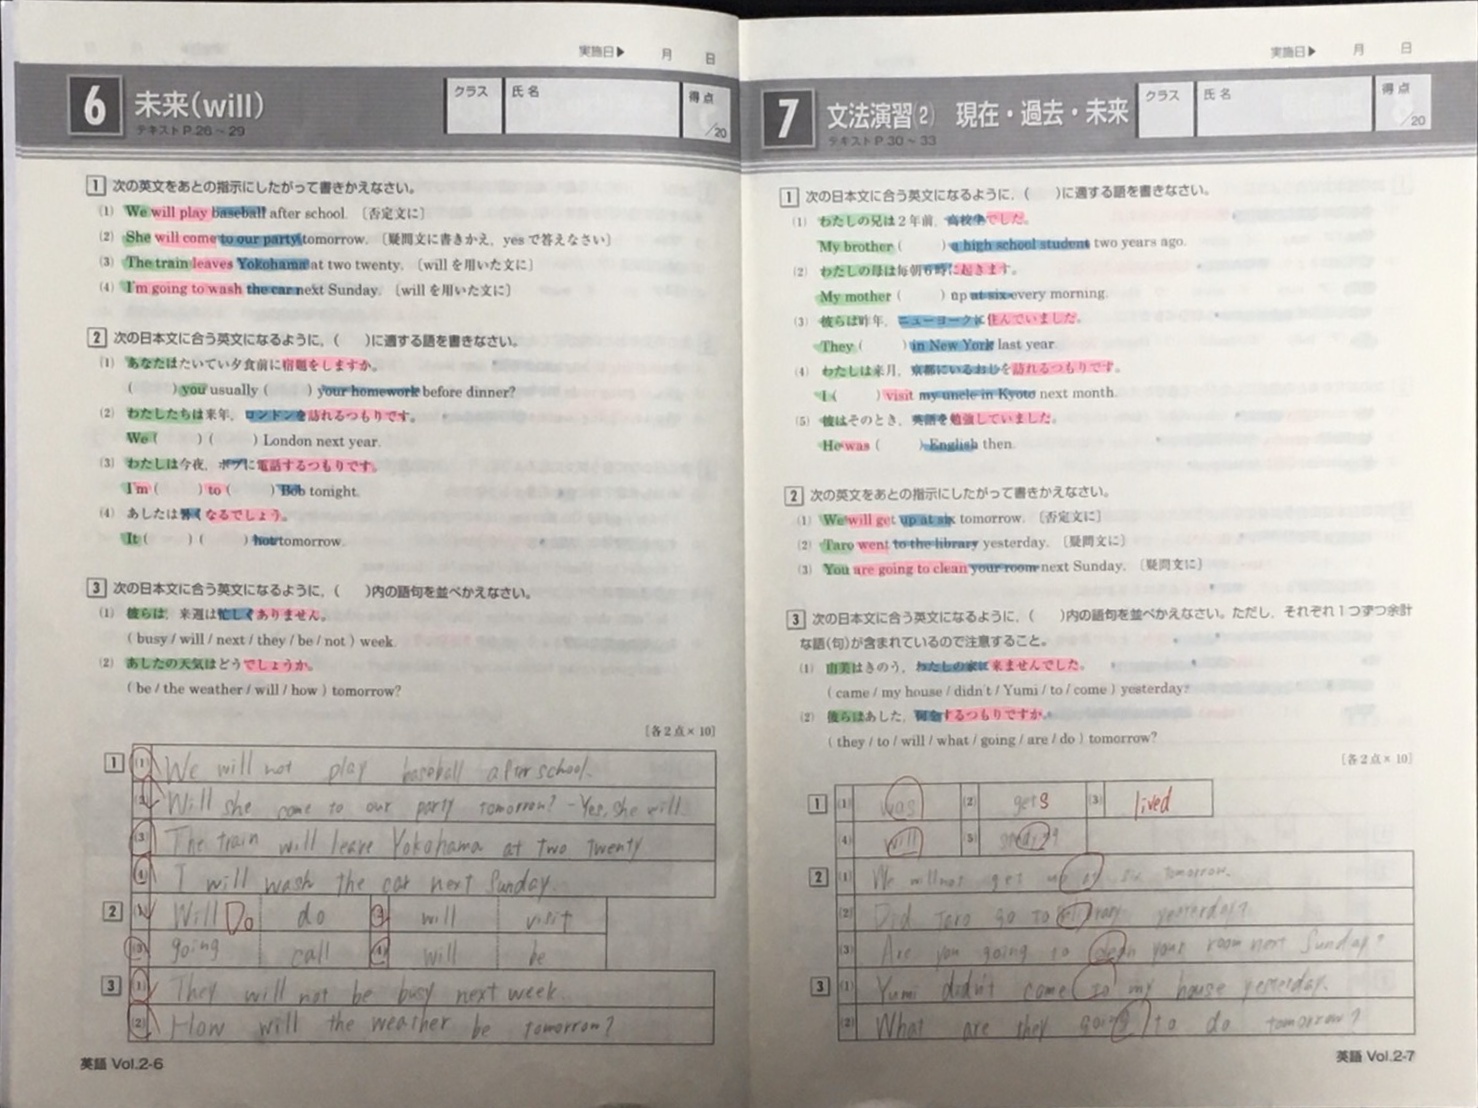 実施日▶ 月 日
6 未来(will)
テキストP.26~29
クラス 氏名 得点 /20
1 次の英文をあとの指示にしたがって書きかえなさい。
(1) We will play baseball after school. 〔否定文に〕
(2) She will come to our party tomorrow. 〔疑問文に書きかえ, yesで答えなさい〕
(3) The train leaves Yokohama at two twenty. 〔willを用いた文に〕
(4) I'm going to wash the car next Sunday. 〔willを用いた文に〕
2 次の日本文に合う英文になるように, ( )に適する語を書きなさい。
(1) あなたはたいてい夕食前に宿題をしますか。
( ) you usually ( ) your homework before dinner?
(2) わたしたちは来年, ロンドンを訪れるつもりです。
We ( ) ( ) London next year.
(3) わたしは今夜, ボブに電話するつもりです。
I'm ( ) to ( ) Bob tonight.
(4) あしたは暑くなるでしょう。
It ( ) ( ) hot tomorrow.
3 次の日本文に合う英文になるように, ( )内の語句を並べかえなさい。
(1) 彼らは, 来週は忙しくありません。
( busy / will / next / they / be / not ) week.
(2) あしたの天気はどうでしょうか。
( be / the weather / will / how ) tomorrow?
[各2点×10]
1 (1) We will not play baseball after school.
(2) Will she come to our party tomorrow? - Yes, she will
(3) The train will leave Yokohama at two twenty
(4) I will wash the car next Sunday.
2 (1) Will Do do (2) will visit
(3) going call (4) will be
3 (1) They will not be busy next week.
(2) How will the weather be tomorrow?
英語 Vol.2-6
実施日▶ 月 日
7 文法演習(2) 現在・過去・未来
テキストP.30~33
クラス 氏名 得点 /20
1 次の日本文に合う英文になるように, ( )に適する語を書きなさい。
(1) わたしの兄は2年前, 高校生でした。
My brother ( ) a high school student two years ago.
(2) わたしの母は毎朝6時に起きます。
My mother ( ) up at six every morning.
(3) 彼らは昨年, ニューヨークに住んでいました。
They ( ) in New York last year.
(4) わたしは来月, 京都にいるおじを訪れるつもりです。
I ( ) visit my uncle in Kyoto next month.
(5) 彼はそのとき, 英語を勉強していました。
He was ( ) English then.
2 次の英文をあとの指示にしたがって書きかえなさい。
(1) We will get up at six tomorrow. 〔否定文に〕
(2) Taro went to the library yesterday. 〔疑問文に〕
(3) You are going to clean your room next Sunday. 〔疑問文に〕
3 次の日本文に合う英文になるように, ( )内の語句を並べかえなさい。ただし, それぞれ1つずつ余計
な語(句)が含まれているので注意すること。
(1) 由美はきのう, わたしの家に来ませんでした。
( came / my house / didn't / Yumi / to / come ) yesterday.
(2) 彼らはあした, 何をするつもりですか。
( they / to / will / what / going / are / do ) tomorrow?
[各2点×10]
1 (1) was (2) gets (3) lived
(4) will (5)
2 (1) We will not get up at six tomorrow.
(2) Did Taro go to library yesterday?
(3) Are you going to clean your room next Sunday?
3 (1) Yumi didn't come to my house yesterday.
(2) What are they going to do tomorrow?
英語 Vol.2-7